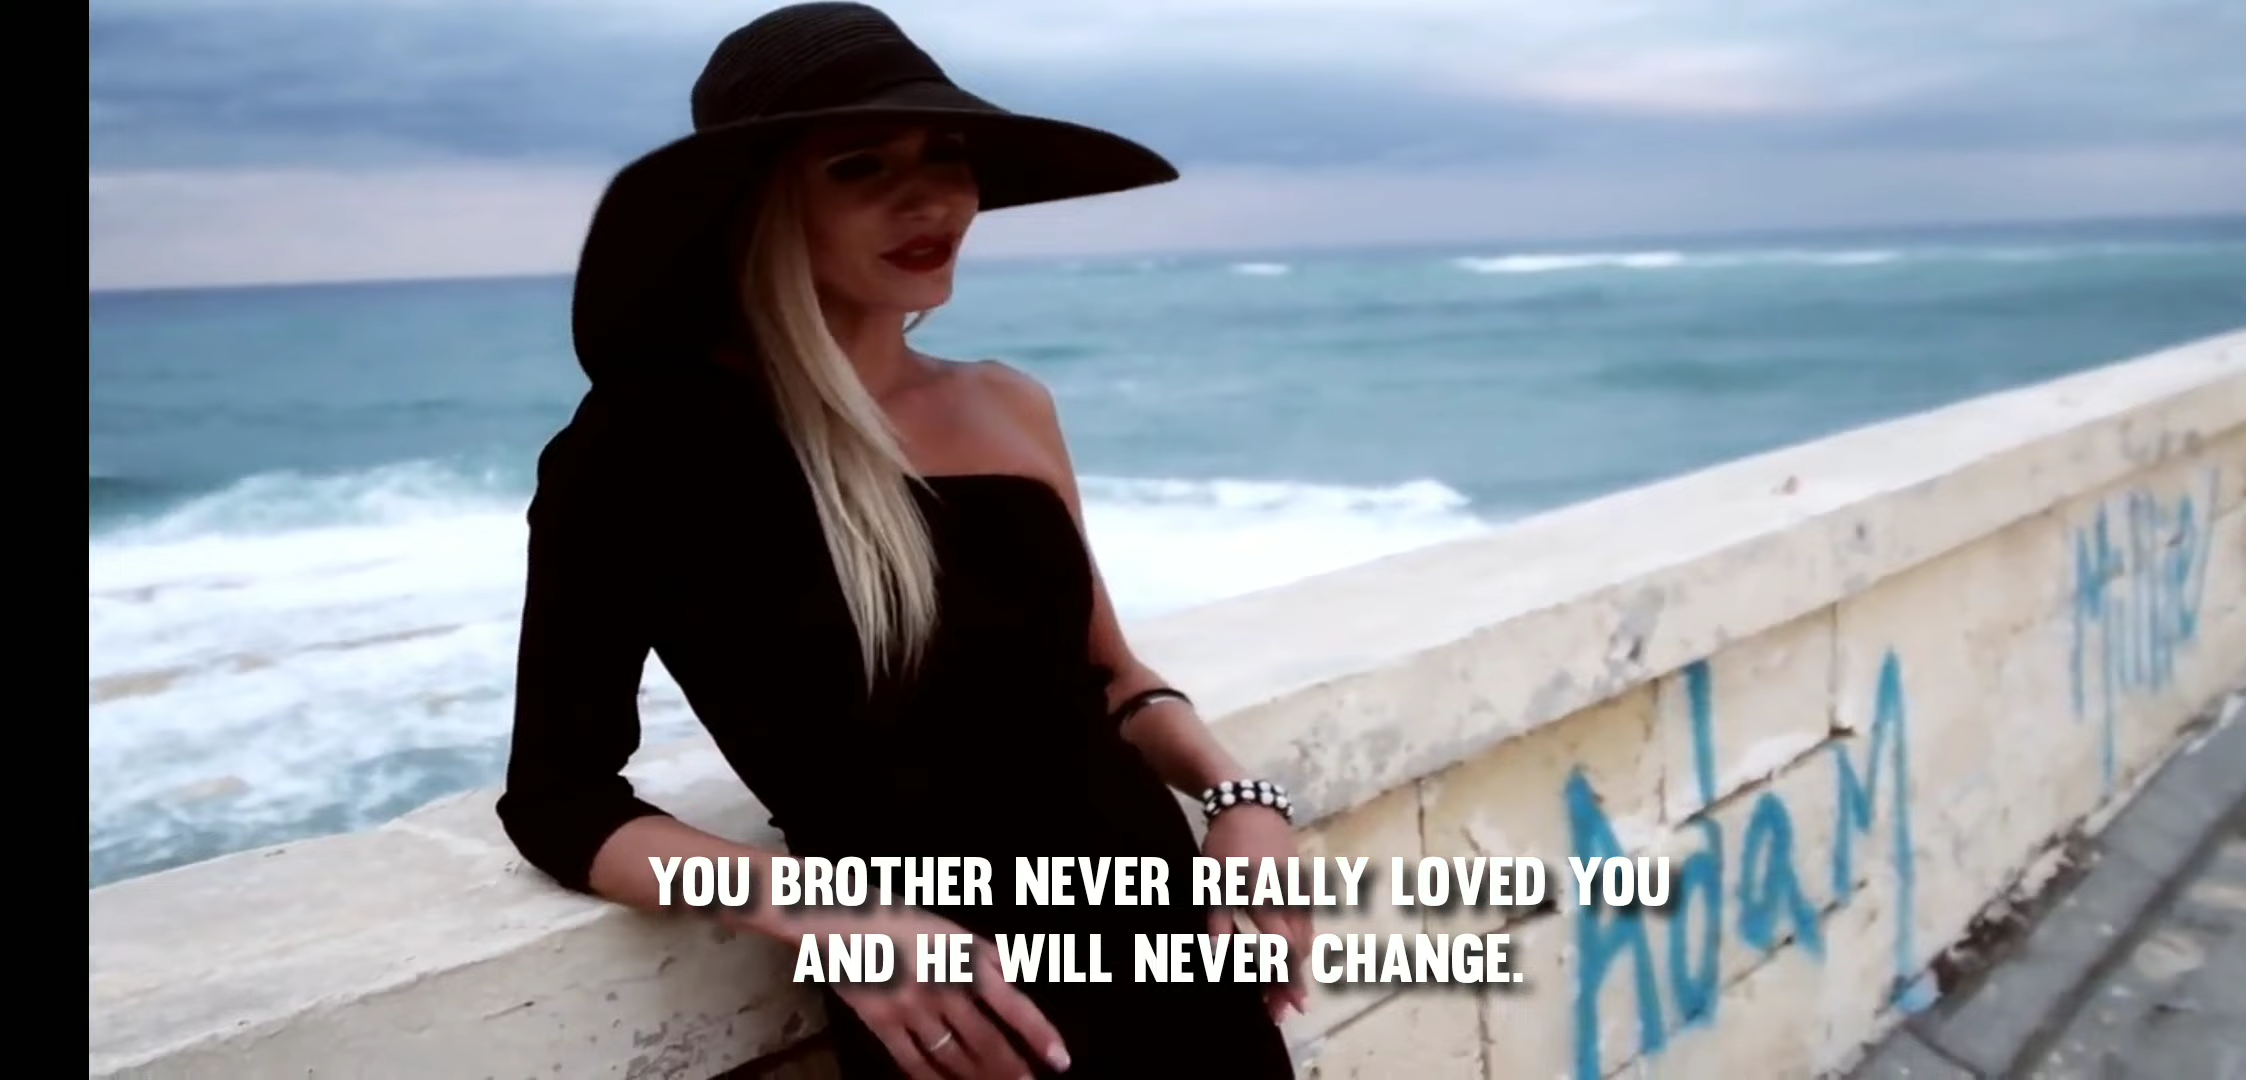 YOU BROTHER NEVER REALLY LOVED YOU
AND HE WILL NEVER CHANGE.
AdaM